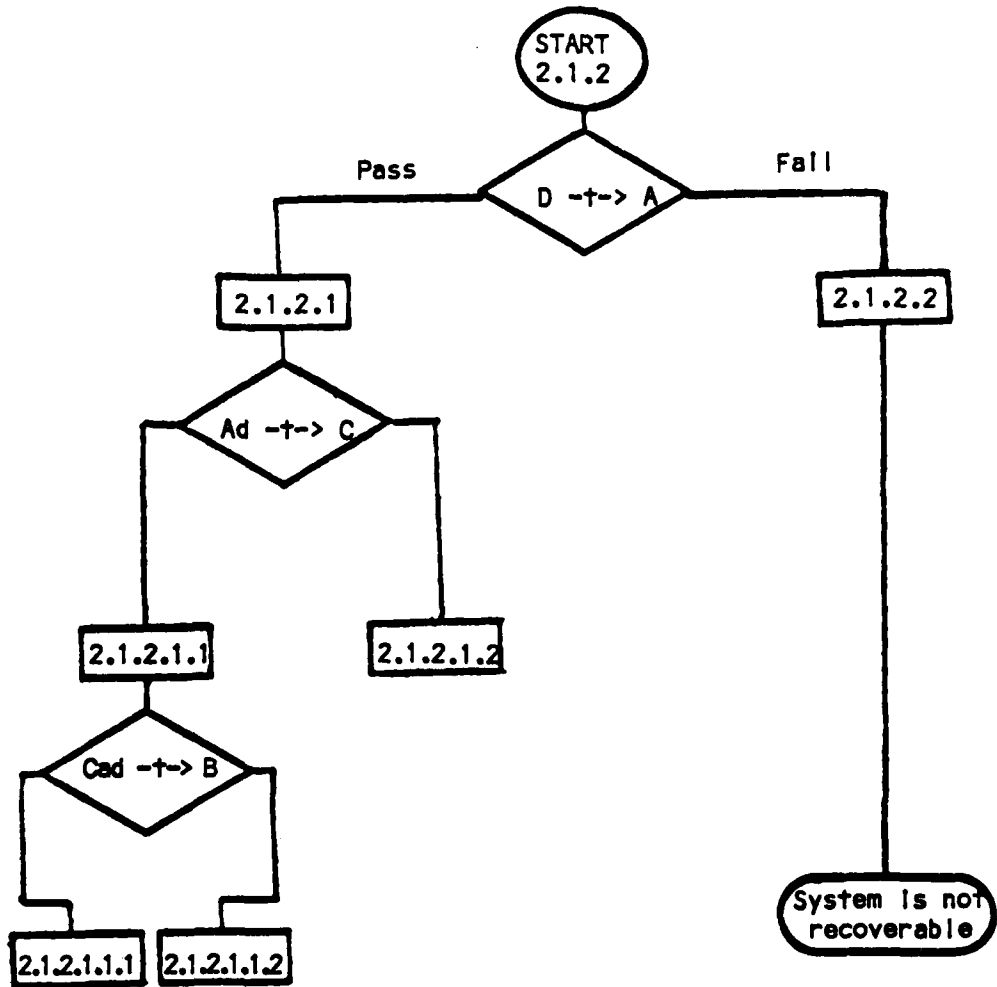 START
2.1.2
Pass
Fail
D -†-> A
2.1.2.1
2.1.2.2
Ad -†-> C
2.1.2.1.1
2.1.2.1.2
Cad -†-> B
System is not
recoverable
2.1.2.1.1.1
2.1.2.1.1.2